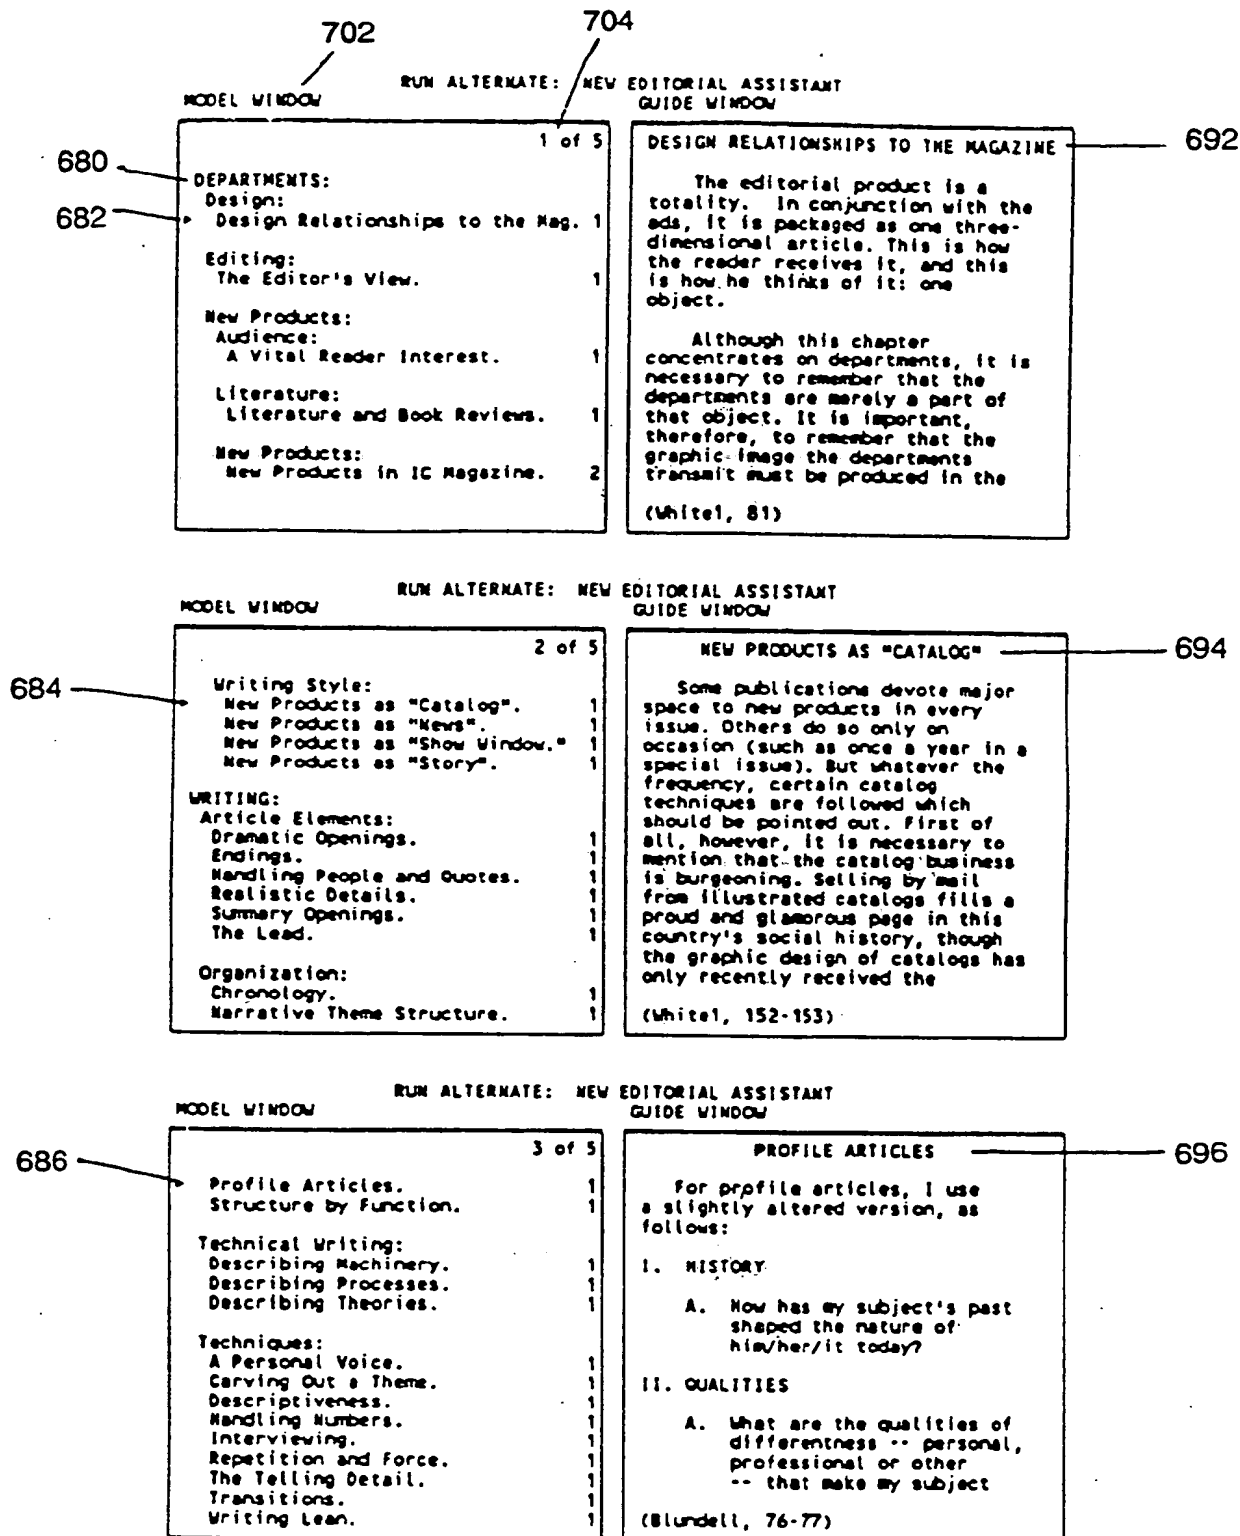 702
704
RUN ALTERNATE: NEW EDITORIAL ASSISTANT
MODEL WINDOW
GUIDE WINDOW
1 of 5
680
DEPARTMENTS:
Design:
682
Design Relationships to the Mag. 1
Editing:
The Editor's View. 1
New Products:
Audience:
A Vital Reader Interest. 1
Literature:
Literature and Book Reviews. 1
New Products:
New Products in IC Magazine. 2
DESIGN RELATIONSHIPS TO THE MAGAZINE
692
The editorial product is a
totality. In conjunction with the
ads, it is packaged as one three-
dimensional article. This is how
the reader receives it, and this
is how he thinks of it: one
object.
Although this chapter
concentrates on departments, it is
necessary to remember that the
departments are merely a part of
that object. It is important,
therefore, to remember that the
graphic image the departments
transmit must be produced in the
(White1, 81)
RUN ALTERNATE: NEW EDITORIAL ASSISTANT
MODEL WINDOW
GUIDE WINDOW
2 of 5
Writing Style:
684
New Products as "Catalog". 1
New Products as "News". 1
New Products as "Show Window." 1
New Products as "Story". 1
WRITING:
Article Elements:
Dramatic Openings. 1
Endings. 1
Handling People and Quotes. 1
Realistic Details. 1
Summary Openings. 1
The Lead. 1
Organization:
Chronology. 1
Narrative Theme Structure. 1
NEW PRODUCTS AS "CATALOG"
694
Some publications devote major
space to new products in every
issue. Others do so only on
occasion (such as once a year in a
special issue). But whatever the
frequency, certain catalog
techniques are followed which
should be pointed out. First of
all, however, it is necessary to
mention that the catalog business
is burgeoning. Selling by mail
from illustrated catalogs fills a
proud and glamorous page in this
country's social history, though
the graphic design of catalogs has
only recently received the
(White1, 152-153)
RUN ALTERNATE: NEW EDITORIAL ASSISTANT
MODEL WINDOW
GUIDE WINDOW
3 of 5
686
Profile Articles. 1
Structure by Function. 1
Technical Writing:
Describing Machinery. 1
Describing Processes. 1
Describing Theories. 1
Techniques:
A Personal Voice. 1
Carving Out a Theme. 1
Descriptiveness. 1
Handling Numbers. 1
Interviewing. 1
Repetition and Force. 1
The Telling Detail. 1
Transitions. 1
Writing Lean. 1
PROFILE ARTICLES
696
For profile articles, I use
a slightly altered version, as
follows:
I. HISTORY
A. How has my subject's past
shaped the nature of
him/her/it today?
II. QUALITIES
A. What are the qualities of
differentness -- personal,
professional or other
-- that make my subject
(Blundell, 76-77)